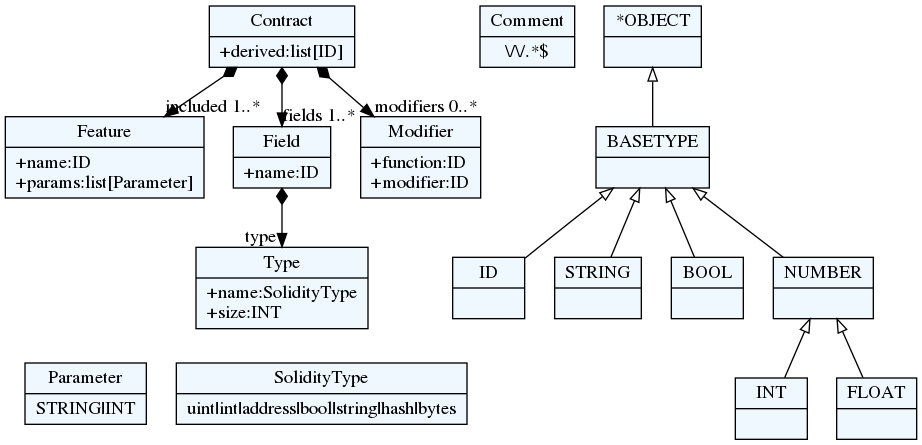 Contract
+derived:list[ID]
Comment
\/\/.*$
*OBJECT
included 1..*
fields 1..*
modifiers 0..*
Feature
+name:ID
+params:list[Parameter]
Field
+name:ID
Modifier
+function:ID
+modifier:ID
BASETYPE
type
Type
+name:SolidityType
+size:INT
ID
STRING
BOOL
NUMBER
Parameter
STRING|INT
SolidityType
uint|int|address|bool|string|hash|bytes
INT
FLOAT